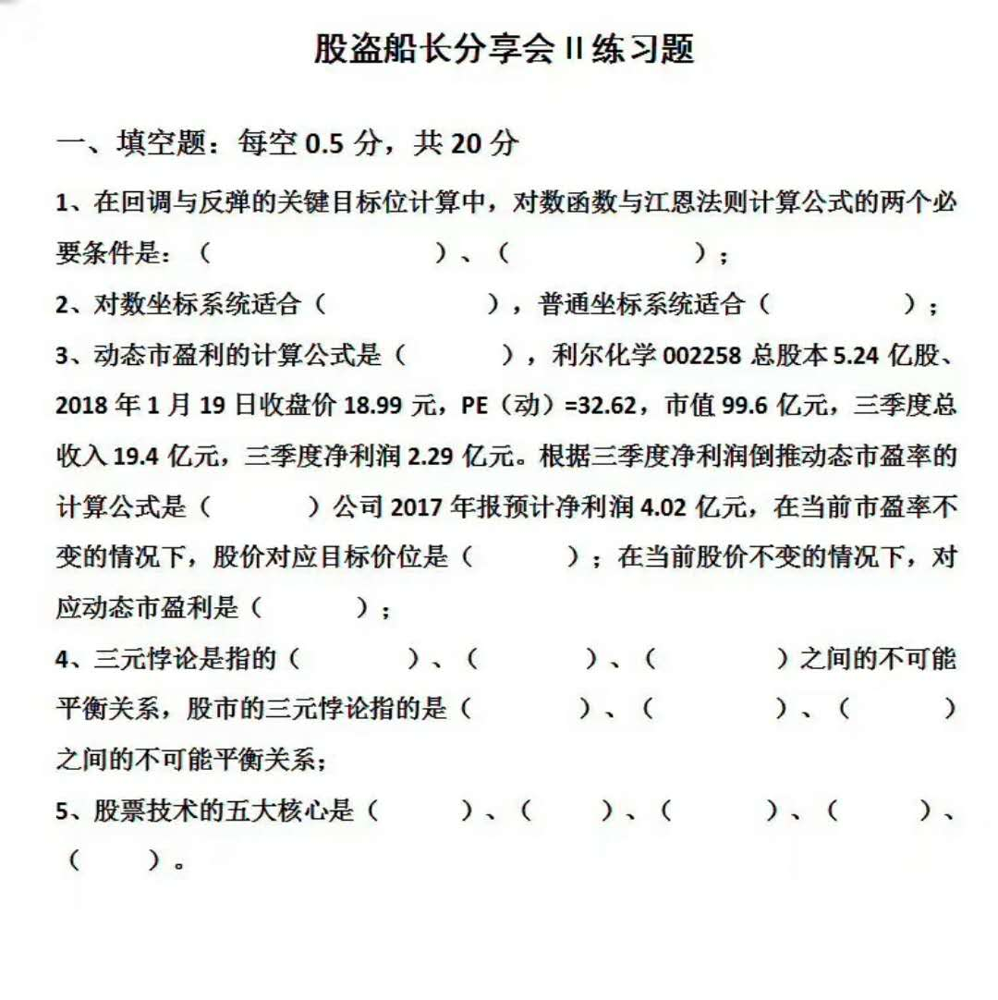 股盗船长分享会 II 练习题
一、填空题：每空 0.5 分，共 20 分
1、在回调与反弹的关键目标位计算中，对数函数与江恩法则计算公式的两个必
要条件是：（                ）、（                ）；
2、对数坐标系统适合（                ），普通坐标系统适合（                ）；
3、动态市盈利的计算公式是（          ），利尔化学 002258 总股本 5.24 亿股、
2018 年 1 月 19 日收盘价 18.99 元，PE（动）=32.62，市值 99.6 亿元，三季度总
收入 19.4 亿元，三季度净利润 2.29 亿元。根据三季度净利润倒推动态市盈率的
计算公式是（          ）公司 2017 年报预计净利润 4.02 亿元，在当前市盈率不
变的情况下，股价对应目标价位是（          ）；在当前股价不变的情况下，对
应动态市盈利是（          ）；
4、三元悖论是指的（          ）、（          ）、（          ）之间的不可能
平衡关系，股市的三元悖论指的是（          ）、（          ）、（          ）
之间的不可能平衡关系；
5、股票技术的五大核心是（        ）、（        ）、（        ）、（        ）、
（        ）。